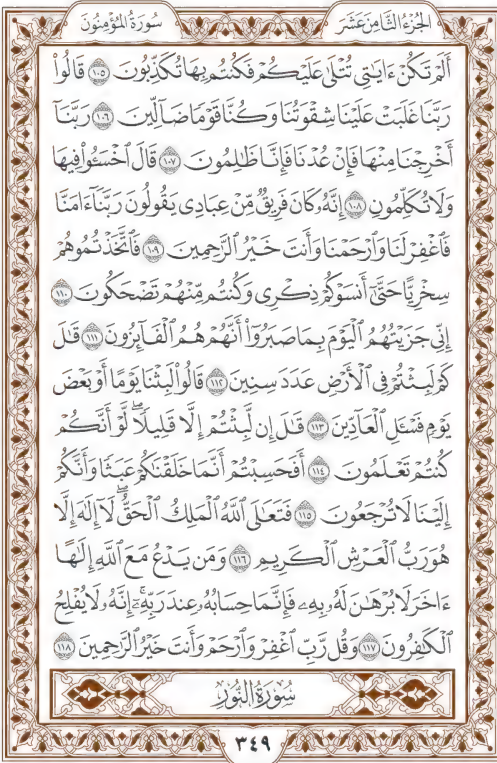 الجزء الثامن عشر
سورة المؤمنون
أَلَمْ تَكُنْ ءَايَٰتِى تُتْلَىٰ عَلَيْكُمْ فَكُنتُم بِهَا تُكَذِّبُونَ ١٠٥ قَالُوا۟
رَبَّنَا غَلَبَتْ عَلَيْنَا شِقْوَتُنَا وَكُنَّا قَوْمًا ضَآلِّينَ ١٠٦ رَبَّنَآ
أَخْرِجْنَا مِنْهَا فَإِنْ عُدْنَا فَإِنَّا ظَٰلِمُونَ ١٠٧ قَالَ ٱخْسَـُٔوا۟ فِيهَا
وَلَا تُكَلِّمُونِ ١٠٨ إِنَّهُۥ كَانَ فَرِيقٌ مِّنْ عِبَادِى يَقُولُونَ رَبَّنَآ ءَامَنَّا
فَٱغْفِرْ لَنَا وَٱرْحَمْنَا وَأَنتَ خَيْرُ ٱلرَّٰحِمِينَ ١٠٩ فَٱتَّخَذْتُمُوهُمْ
سِخْرِيًّا حَتَّىٰٓ أَنسَوْكُمْ ذِكْرِى وَكُنتُم مِّنْهُمْ تَضْحَكُونَ ١١٠
إِنِّى جَزَيْتُهُمُ ٱلْيَوْمَ بِمَا صَبَرُوٓا۟ أَنَّهُمْ هُمُ ٱلْفَآئِزُونَ ١١١ قَٰلَ
كَمْ لَبِثْتُمْ فِى ٱلْأَرْضِ عَدَدَ سِنِينَ ١١٢ قَالُوا۟ لَبِثْنَا يَوْمًا أَوْ بَعْضَ
يَوْمٍ فَسْـَٔلِ ٱلْعَآدِّينَ ١١٣ قَٰلَ إِن لَّبِثْتُمْ إِلَّا قَلِيلًا ۖ لَّوْ أَنَّكُمْ
كُنتُمْ تَعْلَمُونَ ١١٤ أَفَحَسِبْتُمْ أَنَّمَا خَلَقْنَٰكُمْ عَبَثًا وَأَنَّكُمْ
إِلَيْنَا لَا تُرْجَعُونَ ١١٥ فَتَعَٰلَى ٱللَّهُ ٱلْمَلِكُ ٱلْحَقُّ ۖ لَآ إِلَٰهَ إِلَّا
هُوَ رَبُّ ٱلْعَرْشِ ٱلْكَرِيمِ ١١٦ وَمَن يَدْعُ مَعَ ٱللَّهِ إِلَٰهًا
ءَاخَرَ لَا بُرْهَٰنَ لَهُۥ بِهِۦ فَإِنَّمَا حِسَابُهُۥ عِندَ رَبِّهِۦٓ ۚ إِنَّهُۥ لَا يُفْلِحُ
ٱلْكَٰفِرُونَ ١١٧ وَقُل رَّبِّ ٱغْفِرْ وَٱرْحَمْ وَأَنتَ خَيْرُ ٱلرَّٰحِمِينَ ١١٨
سُورَةُ النُّورِ
٣٤٩